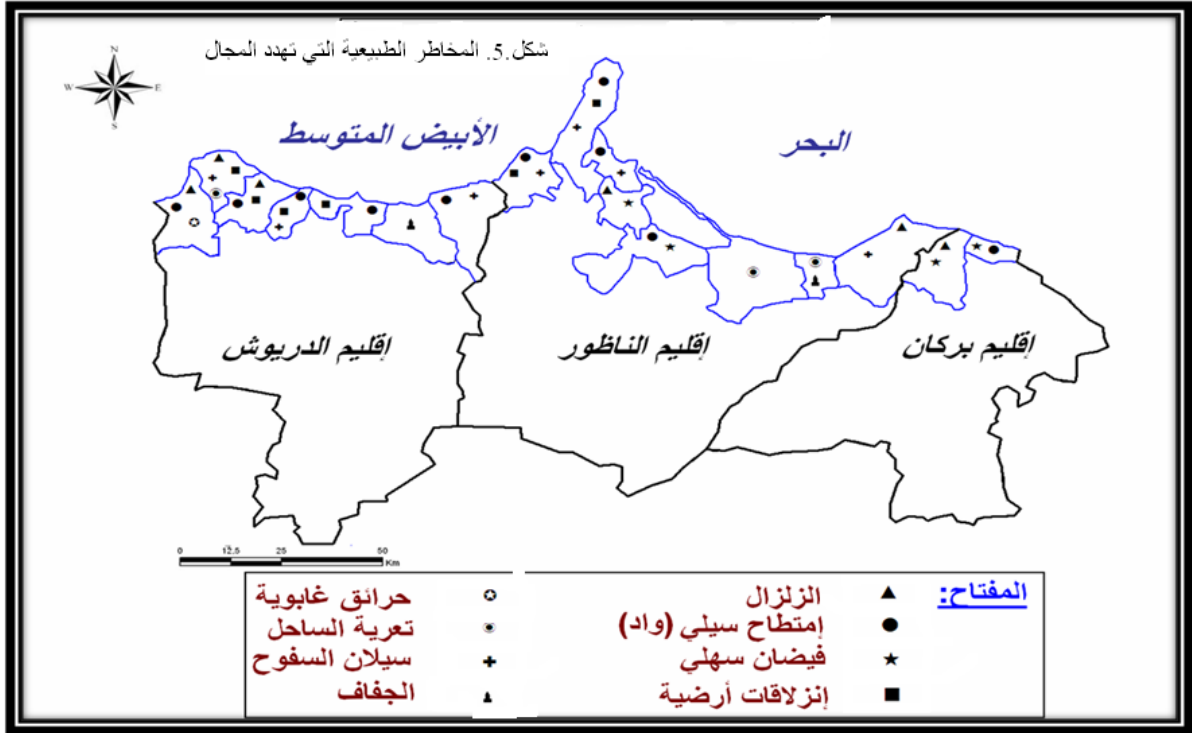 شكل.5. المخاطر الطبيعية التي تهدد المجال
N
W E
S
البحر الأبيض المتوسط
إقليم الدريوش
إقليم الناظور
إقليم بركان
0 12.5 25 50
Km
المفتاح:
الزلزال
إمتطاح سيلي (واد)
فيضان سهلي
إنزلاقات أرضية
حرائق غابوية
تعرية الساحل
سيلان السفوح
الجفاف